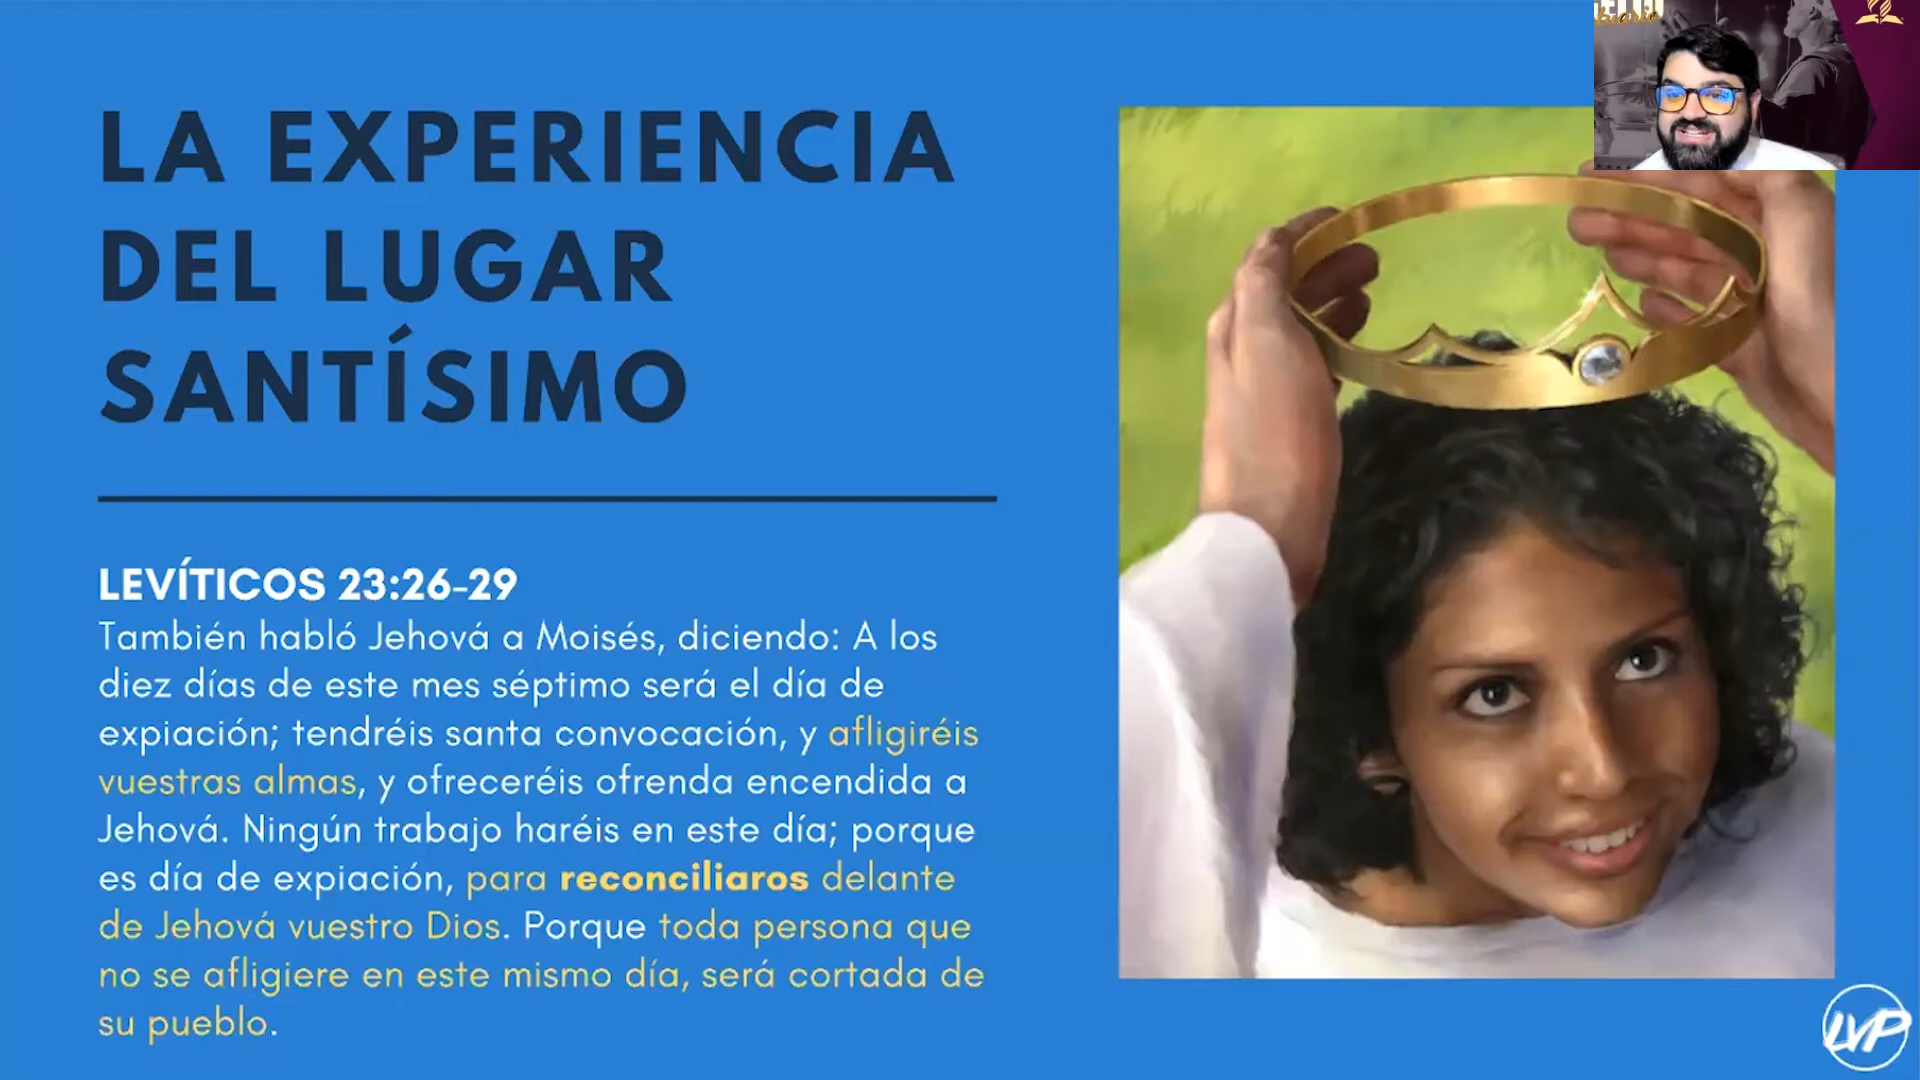 LA EXPERIENCIA
DEL LUGAR
SANTÍSIMO
LEVÍTICOS 23:26-29
También habló Jehová a Moisés, diciendo: A los
diez días de este mes séptimo será el día de
expiación; tendréis santa convocación, y afligiréis
vuestras almas, y ofreceréis ofrenda encendida a
Jehová. Ningún trabajo haréis en este día; porque
es día de expiación, para reconciliaros delante
de Jehová vuestro Dios. Porque toda persona que
no se afligiere en este mismo día, será cortada de
su pueblo.
LVP